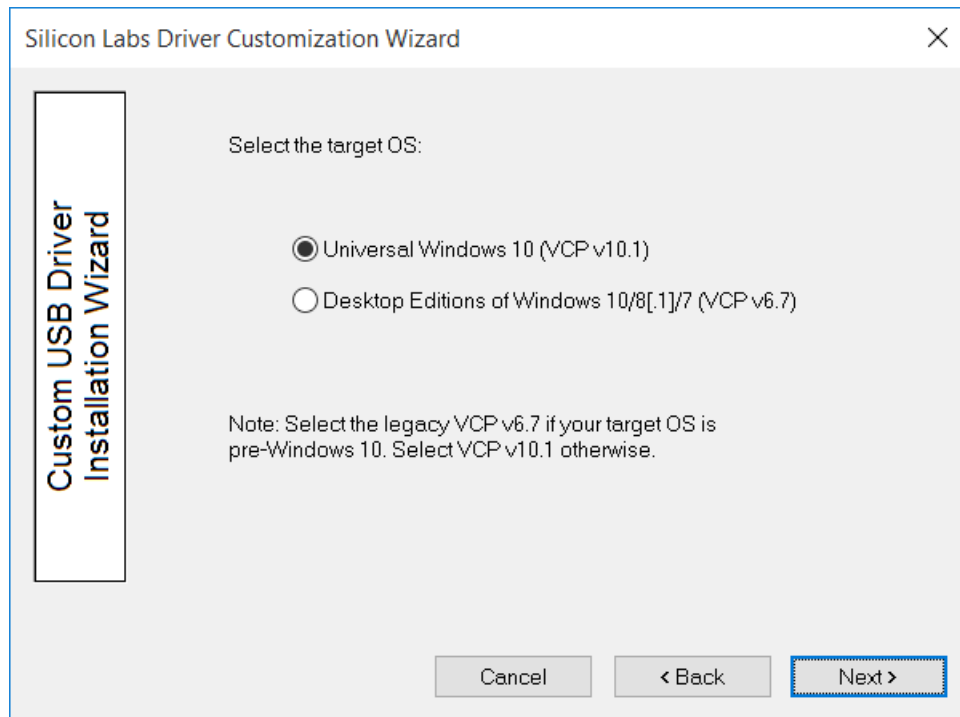 Silicon Labs Driver Customization Wizard
Custom USB Driver
Installation Wizard
Select the target OS:
Universal Windows 10 (VCP v10.1)
Desktop Editions of Windows 10/8[.1]/7 (VCP v6.7)
Note: Select the legacy VCP v6.7 if your target OS is
pre-Windows 10. Select VCP v10.1 otherwise.
Cancel
< Back
Next >